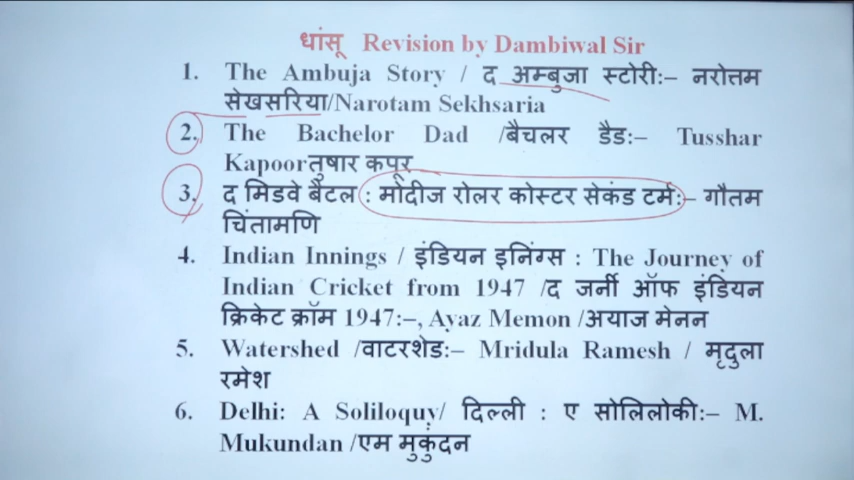 धांसू Revision by Dambiwal Sir
1. The Ambuja Story / द अम्बुजा स्टोरी:– नरोत्तम
सेखसरिया/Narotam Sekhsaria
2. The Bachelor Dad /बैचलर डैड:– Tusshar
Kapoorतुषार कपूर
3. द मिडवे बैटल : मोदीज रोलर कोस्टर सेकंड टर्म:– गौतम
चिंतामणि
4. Indian Innings / इंडियन इनिंग्स : The Journey of
Indian Cricket from 1947 /द जर्नी ऑफ इंडियन
क्रिकेट क्रॉम 1947:–, Ayaz Memon /अयाज मेनन
5. Watershed /वाटरशेड:– Mridula Ramesh / मृदुला
रमेश
6. Delhi: A Soliloquy/ दिल्ली : ए सोलिलोकी:– M.
Mukundan /एम मुकुंदन